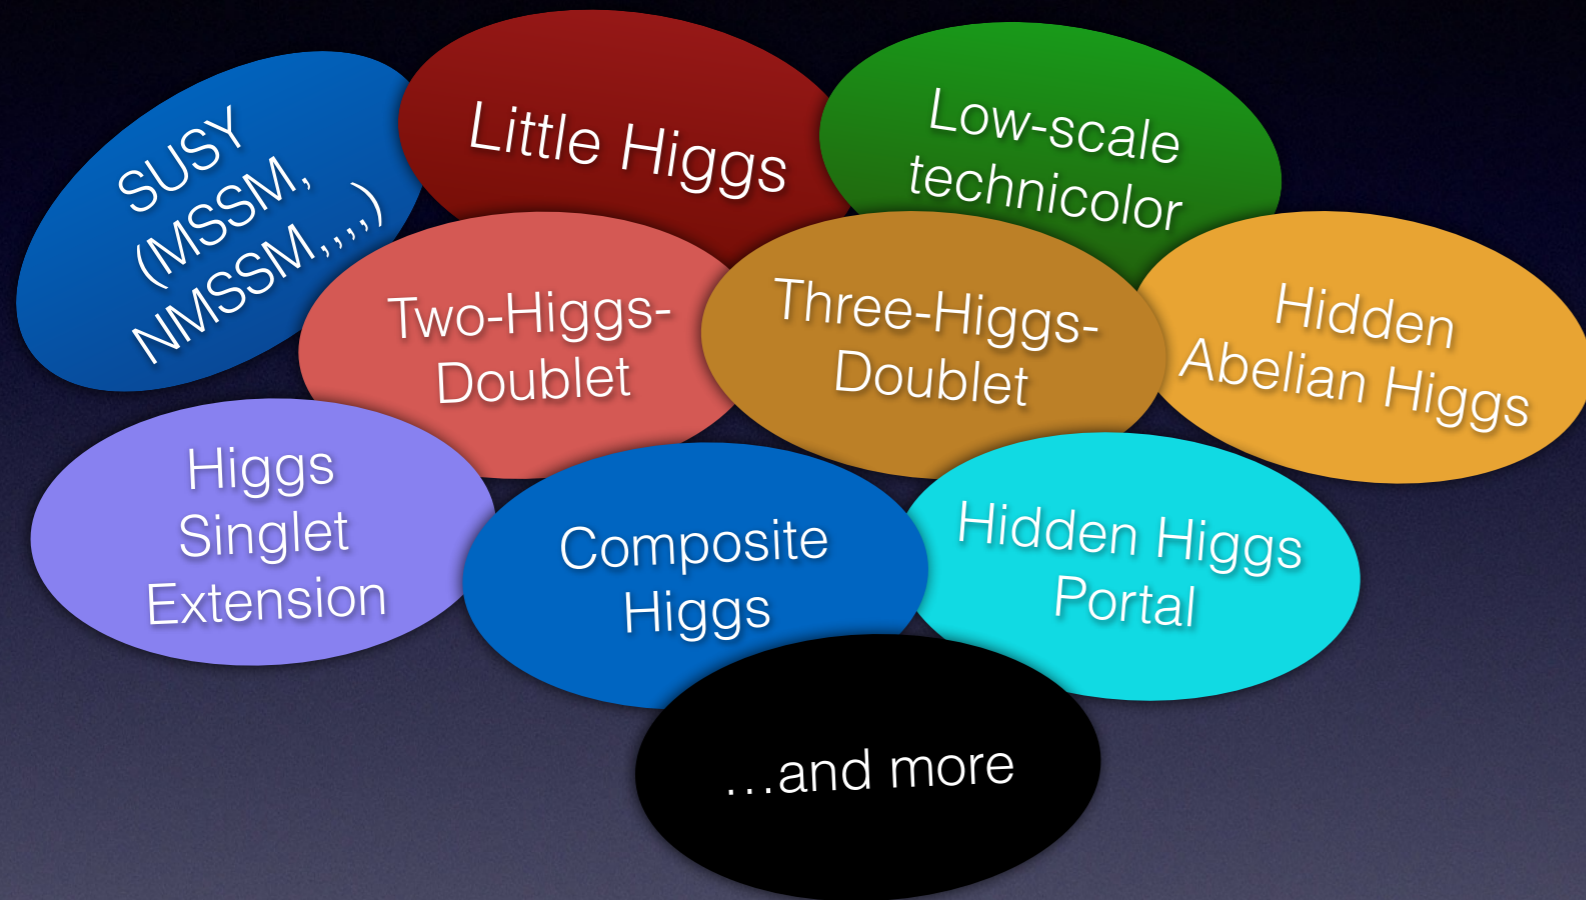 SUSY
(MSSM,
NMSSM,,,,)
Little Higgs
Low-scale
technicolor
Two-Higgs-
Doublet
Three-Higgs-
Doublet
Hidden
Abelian Higgs
Higgs
Singlet
Extension
Composite
Higgs
Hidden Higgs
Portal
...and more